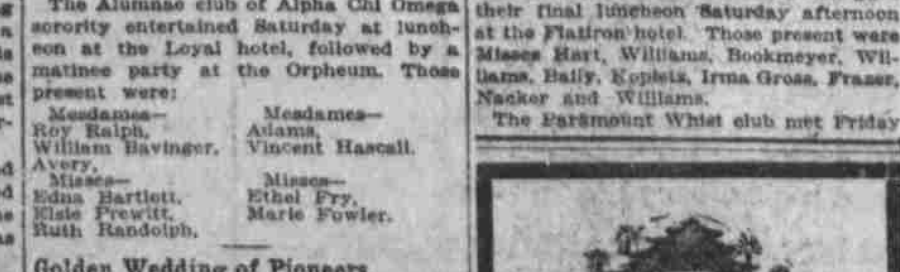 The Alumnae club of Alpha Chi Omega
sorority entertained Saturday at lunch-
eon at the Loyal hotel, followed by a
matinee party at the Orpheum. Those
present were:
Mesdames—
Roy Ralph,
William Bavinger,
Avery,
Mesdames—
Adams,
Vincent Hascall.
Misses—
Edna Bartlett,
Elsie Prewitt,
Ruth Randolph,
Misses—
Ethel Fry,
Marie Fowler.
Golden Wedding of Pioneers
their final luncheon Saturday afternoon
at the Flatiron hotel. Those present were
Misses Hart, Williams, Bookmeyer, Wil-
liams, Baliy, Irma Gross, Fraser,
Nacker and Williams.
The Paramount Whist club met Friday